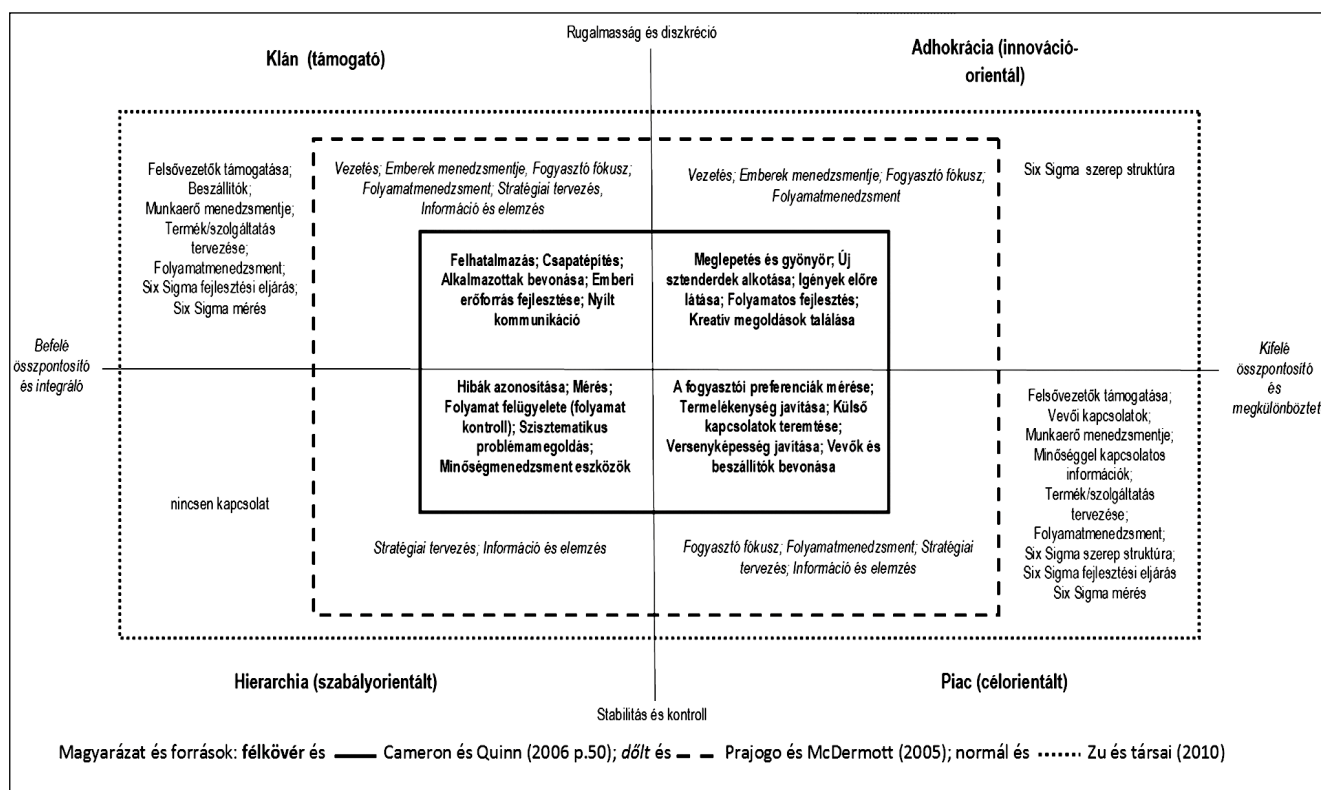 Rugalmasság és diszkréció
Klán (támogató)
Adhokrácia (innováció-
orientál)
Felsővezetők támogatása;
Beszállítók;
Munkaerő menedzsmentje;
Termék/szolgáltatás
tervezése;
Folyamatmenedzsment;
Six Sigma fejlesztési eljárás;
Six Sigma mérés
Vezetés; Emberek menedzsmentje, Fogyasztó fókusz;
Folyamatmenedzsment; Stratégiai tervezés,
Információ és elemzés
Vezetés; Emberek menedzsmentje; Fogyasztó fókusz;
Folyamatmenedzsment
Six Sigma szerep struktúra
Felhatalmazás; Csapatépítés;
Alkalmazottak bevonása; Emberi
erőforrás fejlesztése; Nyílt
kommunikáció
Meglepetés és gyönyör; Új
sztenderdek alkotása; Igények előre
látása; Folyamatos fejlesztés;
Kreatív megoldások találása
Befelé
összpontosító
és integráló
Kifelé
összpontosító
és
megkülönböztet
Hibák azonosítása; Mérés;
Folyamat felügyelete (folyamat
kontroll); Szisztematikus
problémamegoldás;
Minőségmenedzsment eszközök
A fogyasztói preferenciák mérése;
Termelékenység javítása; Külső
kapcsolatok teremtése;
Versenyképesség javítása; Vevők és
beszállítók bevonása
Felsővezetők támogatása;
Vevői kapcsolatok;
Munkaerő menedzsmentje;
Minőséggel kapcsolatos
információk;
Termék/szolgáltatás
tervezése;
Folyamatmenedzsment;
Six Sigma szerep struktúra;
Six Sigma fejlesztési eljárás
Six Sigma mérés
nincsen kapcsolat
Stratégiai tervezés; Információ és elemzés
Fogyasztó fókusz; Folyamatmenedzsment; Stratégiai
tervezés; Információ és elemzés
Hierarchia (szabályorientált)
Piac (célorientált)
Stabilitás és kontroll
Magyarázat és források: félkövér és Cameron és Quinn (2006 p.50); dőlt és Prajogo és McDermott (2005); normál és Zu és társai (2010)